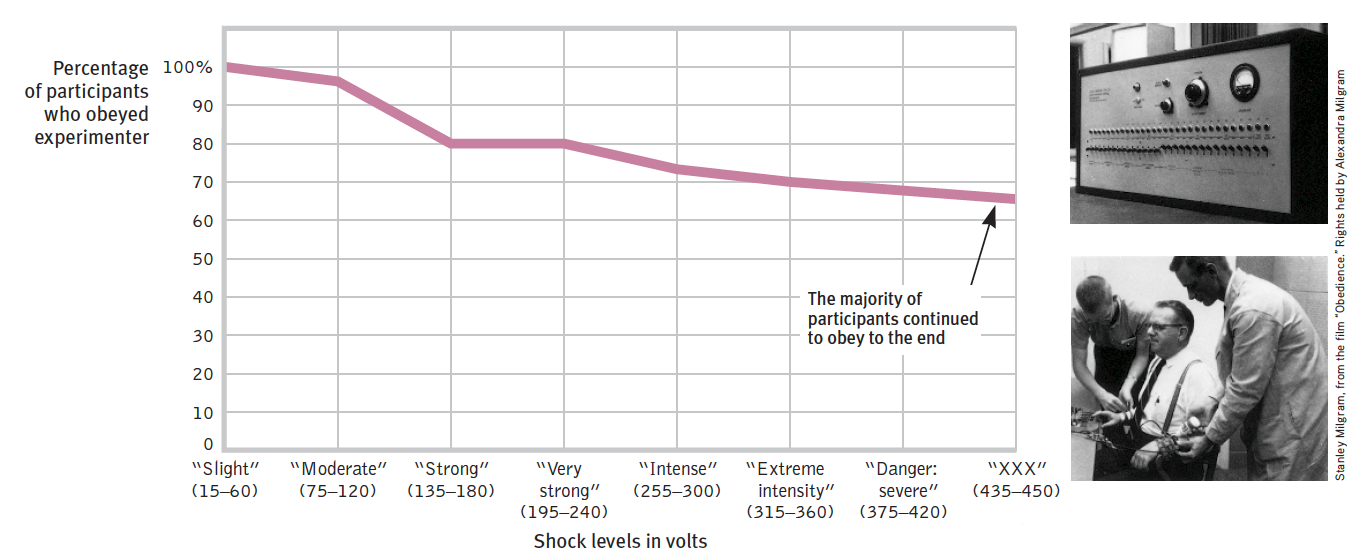 Percentage
of participants
who obeyed
experimenter
100%
90
80
70
60
50
40
30
20
10
0
The majority of
participants continued
to obey to the end
“Slight”
(15–60)
“Moderate”
(75–120)
“Strong”
(135–180)
“Very
strong”
(195–240)
“Intense”
(255–300)
“Extreme
intensity”
(315–360)
“Danger:
severe”
(375–420)
“XXX”
(435–450)
Shock levels in volts
Stanley Milgram, from the film “Obedience.” Rights held by Alexandra Milgram